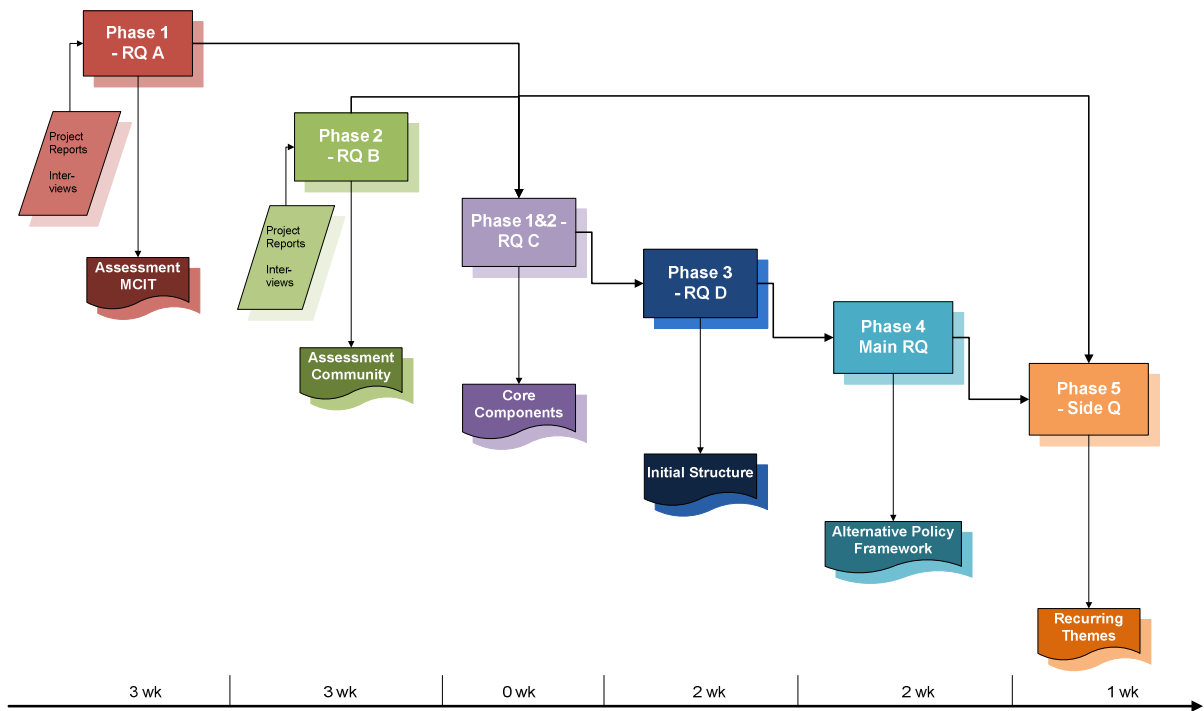 Phase 1
- RQ A
Project
Reports
Inter-
views
Assessment
MCIT
Phase 2
- RQ B
Project
Reports
Inter-
views
Assessment
Community
Phase 1&2 -
RQ C
Core
Components
Phase 3
- RQ D
Initial Structure
Phase 4
Main RQ
Alternative Policy
Framework
Phase 5
- Side Q
Recurring
Themes
3 wk
3 wk
0 wk
2 wk
2 wk
1 wk